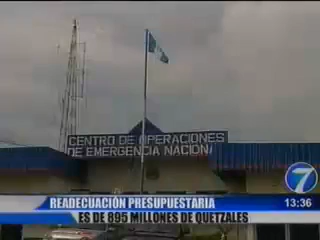 CENTRO DE OPERACIONES
DE EMERGENCIA NACIONAL
READECUACIÓN PRESUPUESTARIA
ES DE 895 MILLONES DE QUETZALES
7
13:36